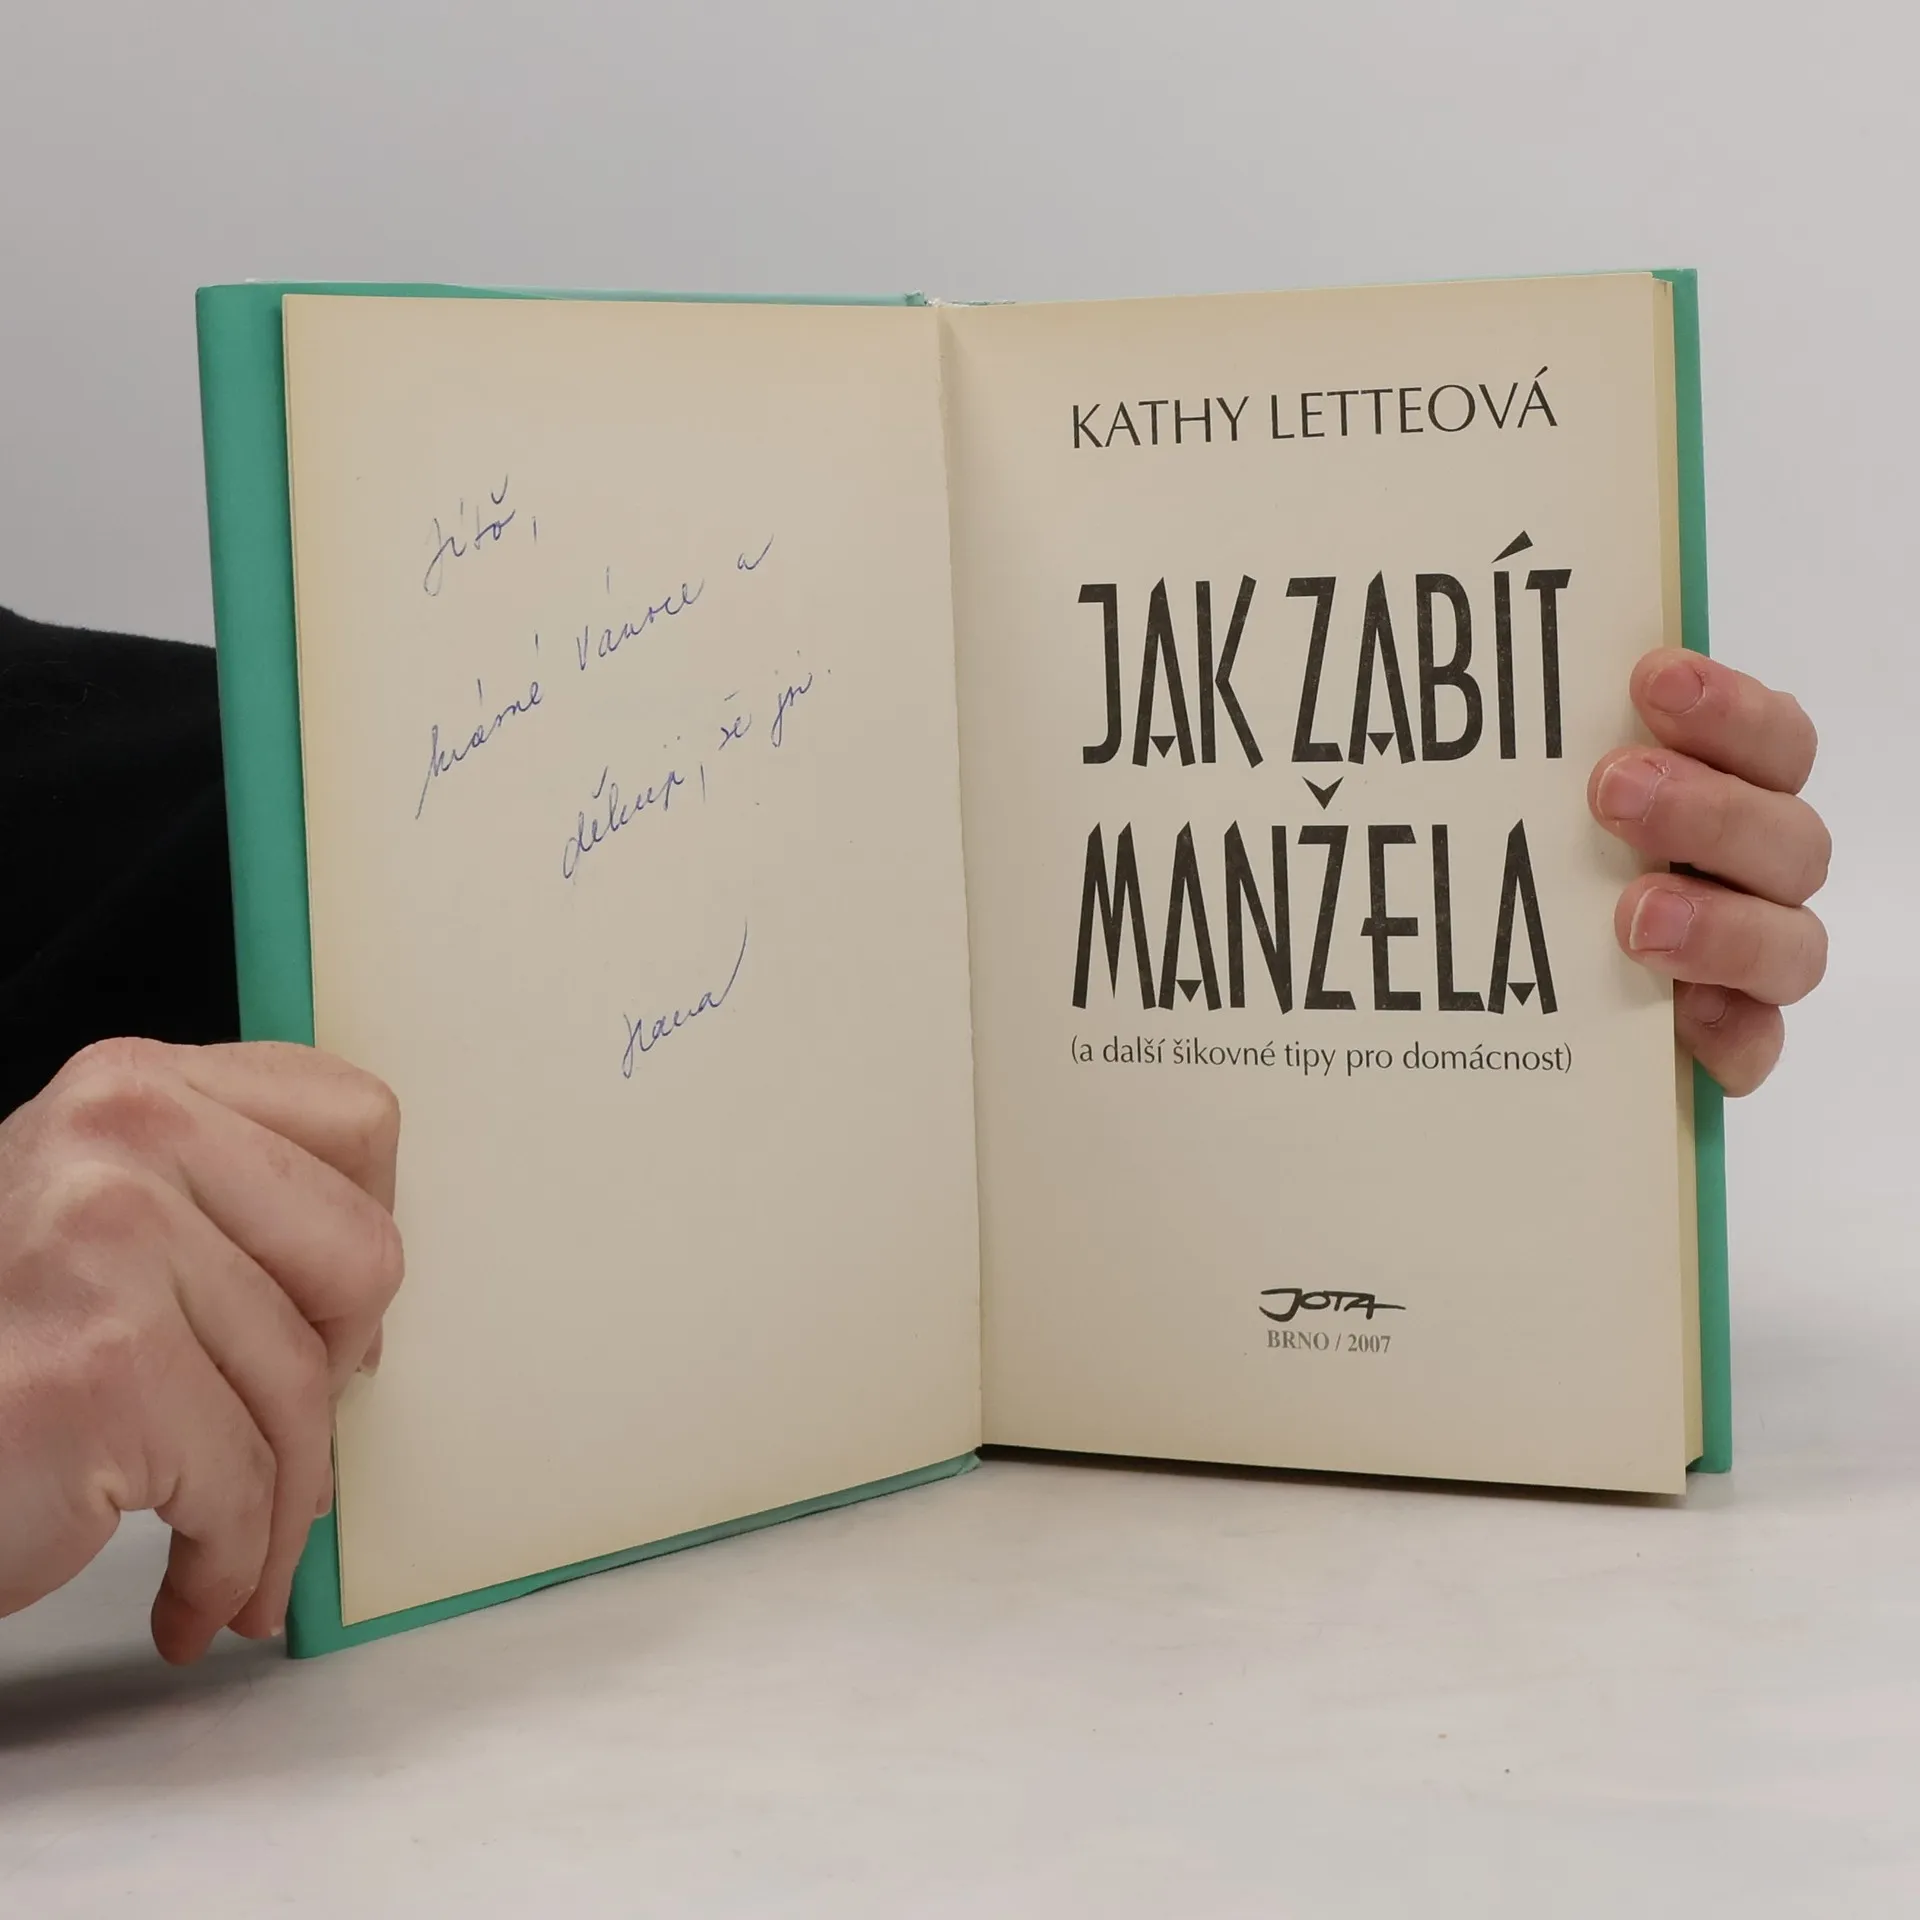 Jíťo,
krásné Vánoce a
děkuji, že jsi.
Hana
KATHY LETTEOVÁ
JAK ZABÍT
MANŽELA
(a další šikovné tipy pro domácnost)
JOTA
BRNO / 2007